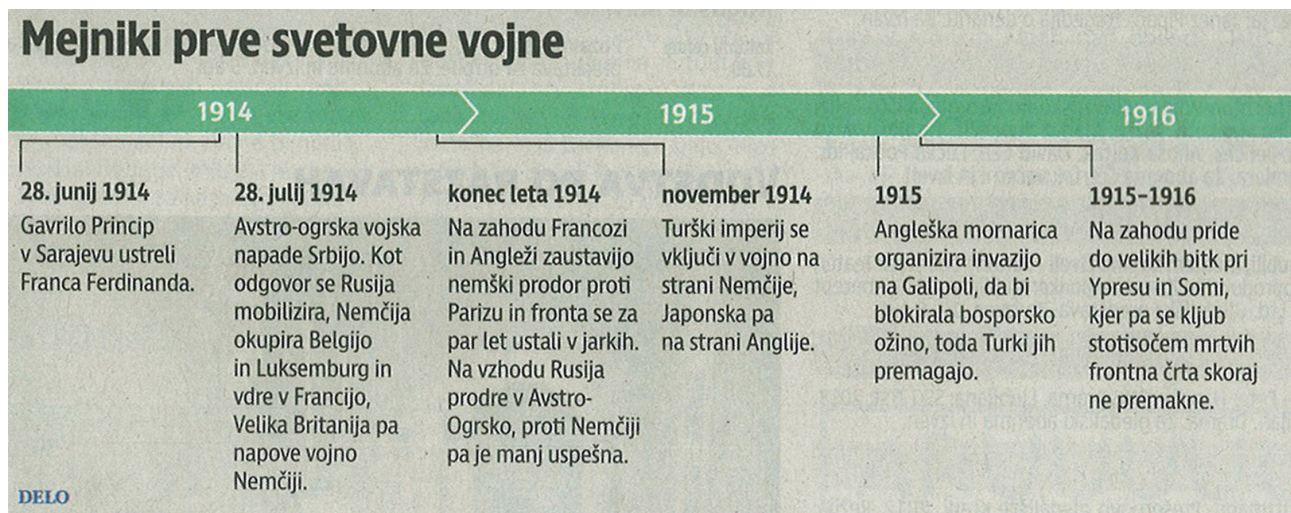 Mejniki prve svetovne vojne
1914
1915
1916
28. junij 1914
Gavrilo Princip
v Sarajevu ustreli
Franca Ferdinanda.
28. julij 1914
Avstro-ogrska vojska
napade Srbijo. Kot
odgovor se Rusija
mobilizira, Nemčija
okupira Belgijo
in Luksemburg in
vdre v Francijo,
Velika Britanija pa
napove vojno
Nemčiji.
konec leta 1914
Na zahodu Francozi
in Angleži zaustavijo
nemški prodor proti
Parizu in fronta se za
par let ustali v jarkih.
Na vzhodu Rusija
prodre v Avstro-
Ogrsko, proti Nemčiji
pa je manj uspešna.
november 1914
Turški imperij se
vključi v vojno na
strani Nemčije,
Japonska pa
na strani Anglije.
1915
Angleška mornarica
organizira invazijo
na Galipoli, da bi
blokirala bosporsko
ožino, toda Turki jih
premagajo.
1915–1916
Na zahodu pride
do velikih bitk pri
Ypresu in Somi,
kjer pa se kljub
stotisočem mrtvih
frontna črta skoraj
ne premakne.
DELO